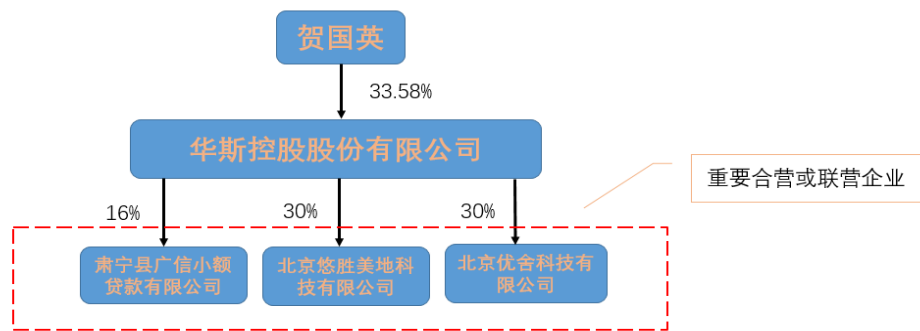 贺国英
33.58%
华斯控股股份有限公司
重要合营或联营企业
16%
30%
30%
肃宁县广信小额
贷款有限公司
北京悠胜美地科
技有限公司
北京优舍科技有
限公司